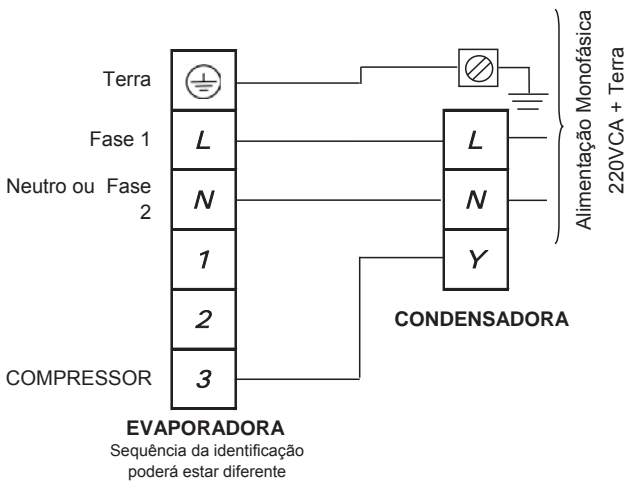 Terra
Fase 1
L
L
Neutro ou Fase
2
N
N
1
Y
2
CONDENSADORA
COMPRESSOR
3
EVAPORADORA
Sequência da identificação
poderá estar diferente
Alimentação Monofásica
220VCA + Terra